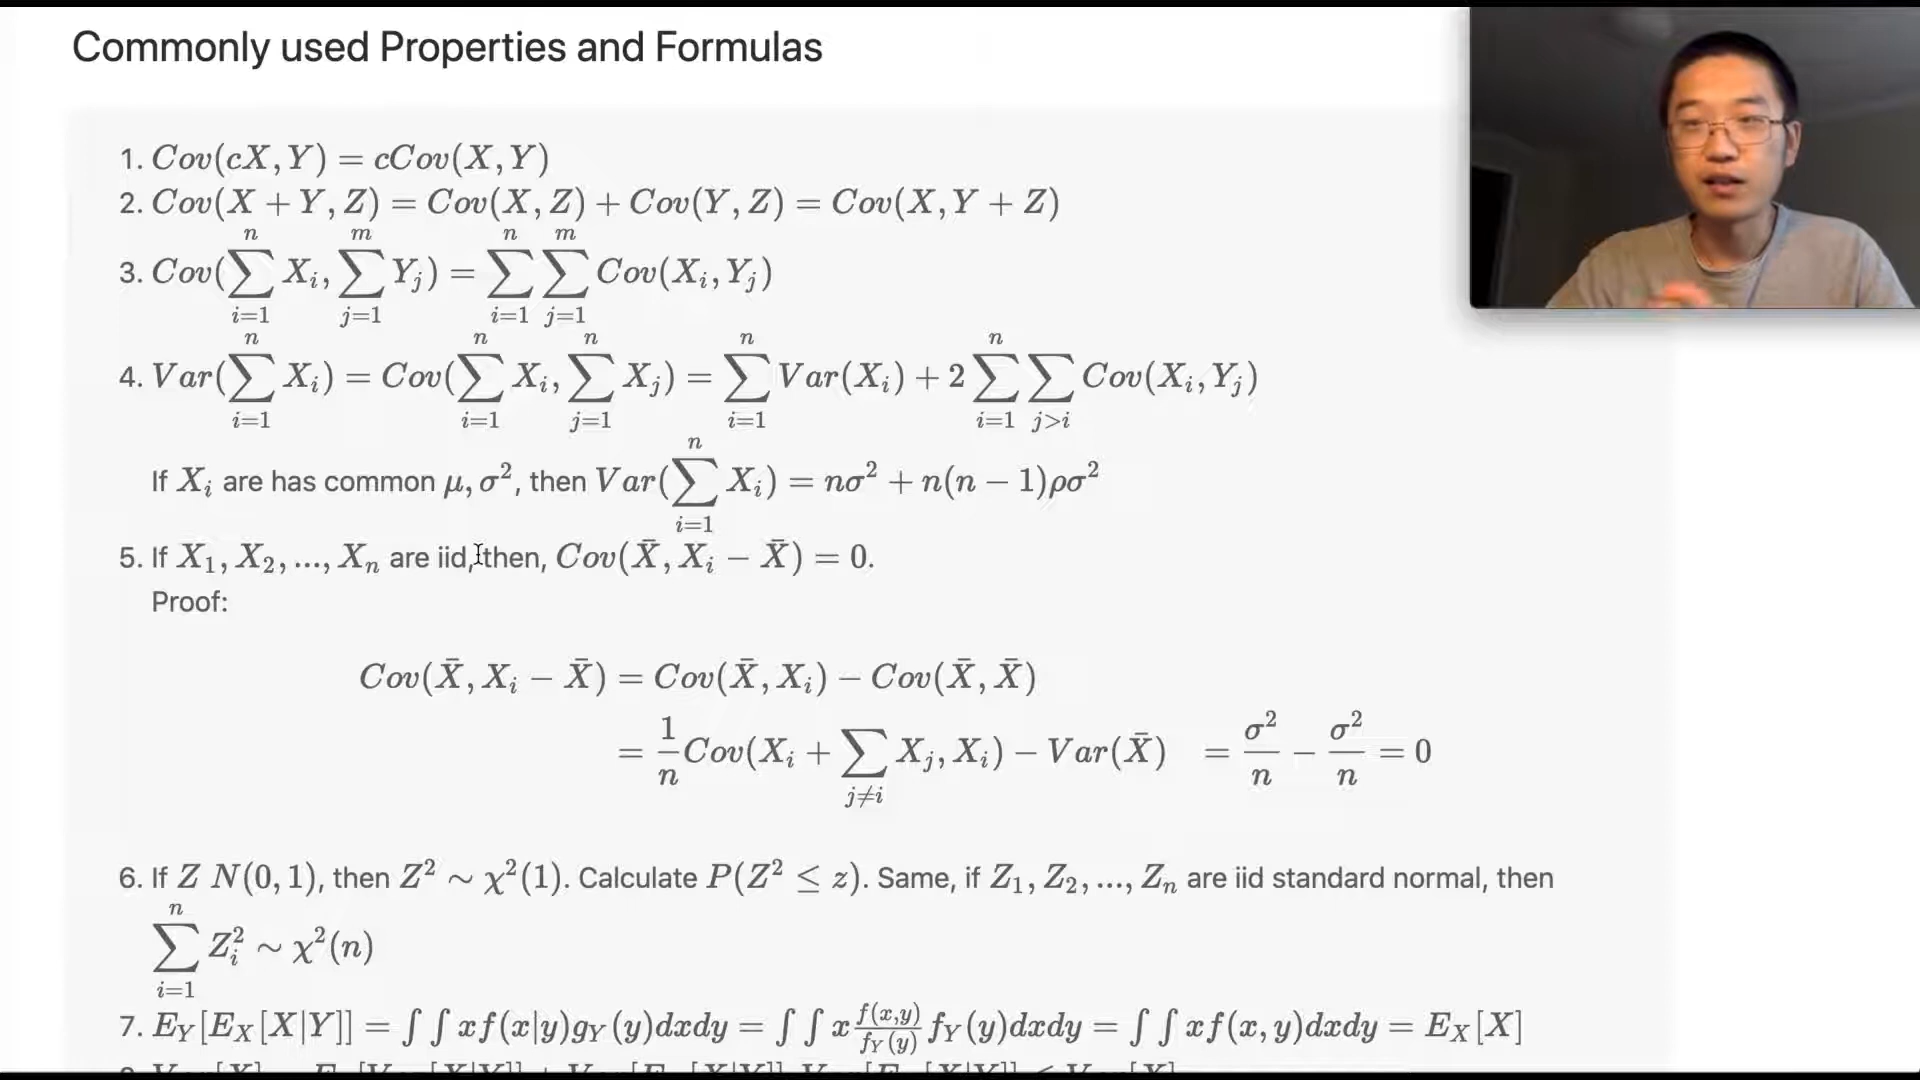 Commonly used Properties and Formulas
1. Cov(cX, Y) = cCov(X, Y)
2. Cov(X + Y, Z) = Cov(X, Z) + Cov(Y, Z) = Cov(X, Y + Z)
3. Cov(∑_{i=1}^{n} X_i, ∑_{j=1}^{m} Y_j) = ∑_{i=1}^{n} ∑_{j=1}^{m} Cov(X_i, Y_j)
4. Var(∑_{i=1}^{n} X_i) = Cov(∑_{i=1}^{n} X_i, ∑_{j=1}^{n} X_j) = ∑_{i=1}^{n} Var(X_i) + 2 ∑_{i=1}^{n} ∑_{j>i} Cov(X_i, Y_j)
If X_i are has common μ, σ², then Var(∑_{i=1}^{n} X_i) = nσ² + n(n − 1)ρσ²
5. If X_1, X_2, ..., X_n are iid, then, Cov(X̄, X_i − X̄) = 0.
Proof:
Cov(X̄, X_i − X̄) = Cov(X̄, X_i) − Cov(X̄, X̄)
= \frac{1}{n} Cov(X_i + ∑_{j≠i} X_j, X_i) − Var(X̄) = \frac{σ²}{n} − \frac{σ²}{n} = 0
6. If Z N(0, 1), then Z² ∼ χ²(1). Calculate P(Z² ≤ z). Same, if Z_1, Z_2, ..., Z_n are iid standard normal, then
∑_{i=1}^{n} Z_i² ∼ χ²(n)
7. E_Y[E_X[X|Y]] = ∫ ∫ xf(x|y)g_Y(y)dxdy = ∫ ∫ x\frac{f(x,y)}{f_Y(y)} f_Y(y)dxdy = ∫ ∫ xf(x, y)dxdy = E_X[X]